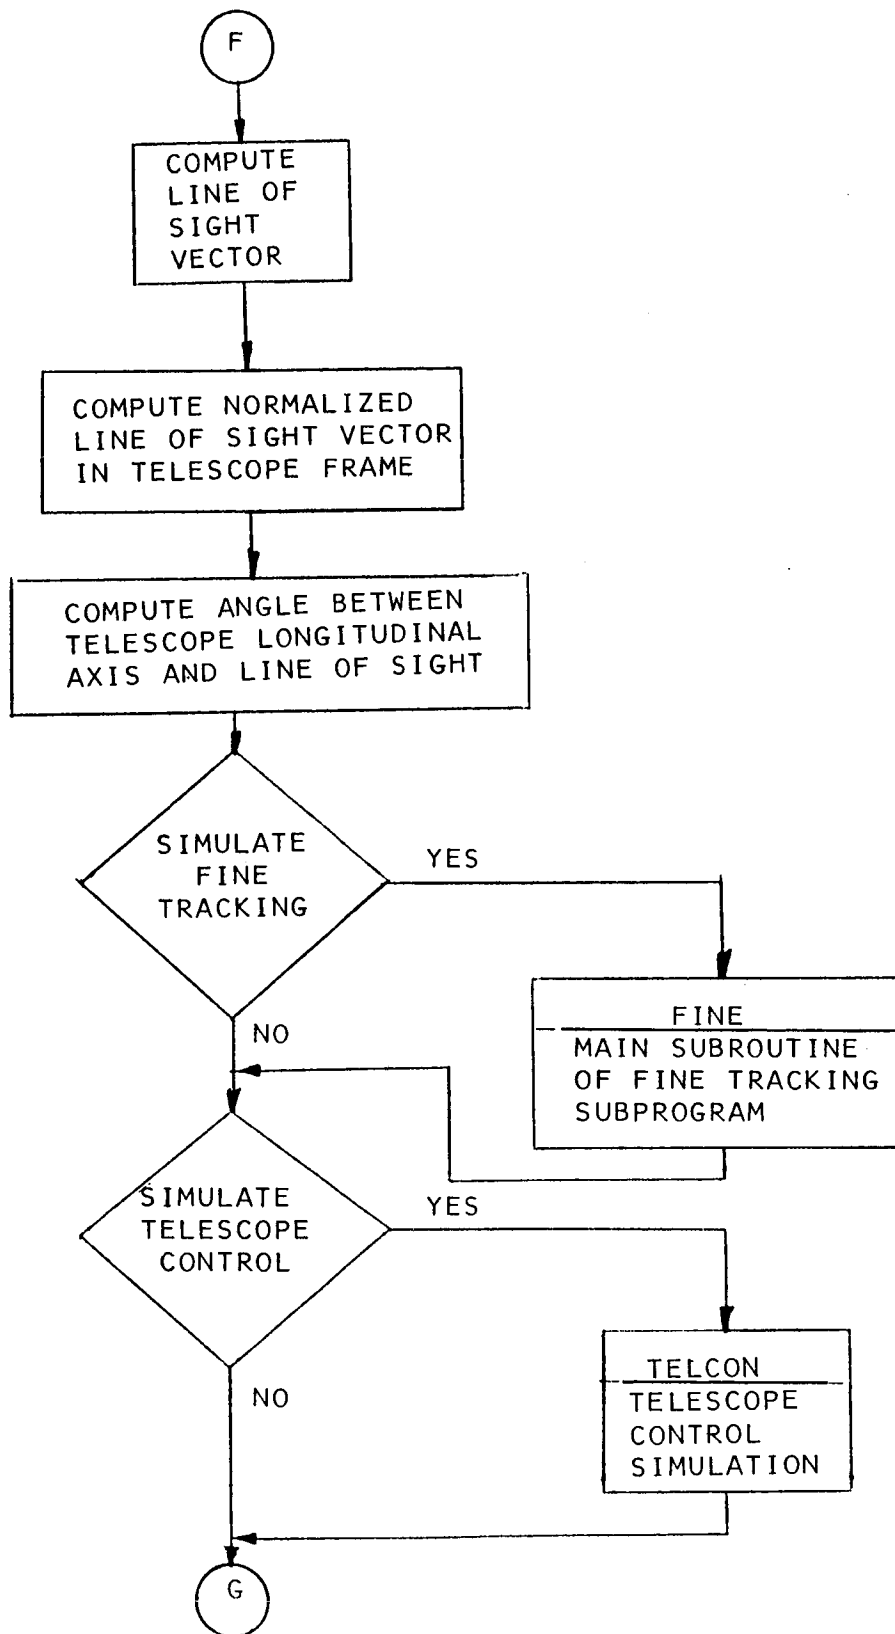 F
COMPUTE
LINE OF
SIGHT
VECTOR
COMPUTE NORMALIZED
LINE OF SIGHT VECTOR
IN TELESCOPE FRAME
COMPUTE ANGLE BETWEEN
TELESCOPE LONGITUDINAL
AXIS AND LINE OF SIGHT
SIMULATE
FINE
TRACKING
YES
NO
FINE
MAIN SUBROUTINE
OF FINE TRACKING
SUBPROGRAM
SIMULATE
TELESCOPE
CONTROL
YES
NO
TELCON
TELESCOPE
CONTROL
SIMULATION
G